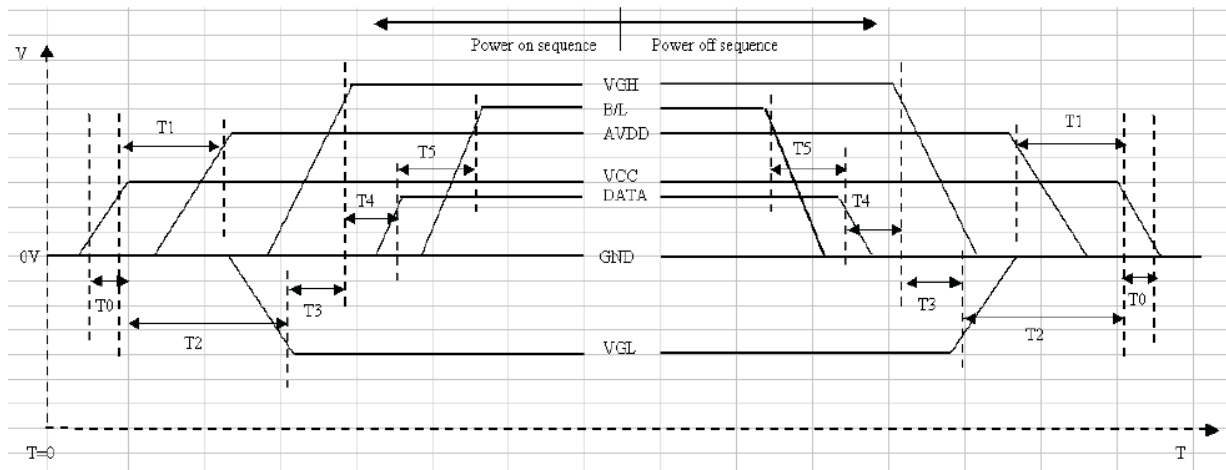 Power on sequence
Power off sequence
V
VGH
B/L
T1
AVDD
T1
T5
T5
VCC
DATA
T4
T4
0V
GND
T0
T3
T3
T0
T2
T2
VGL
T=0
T